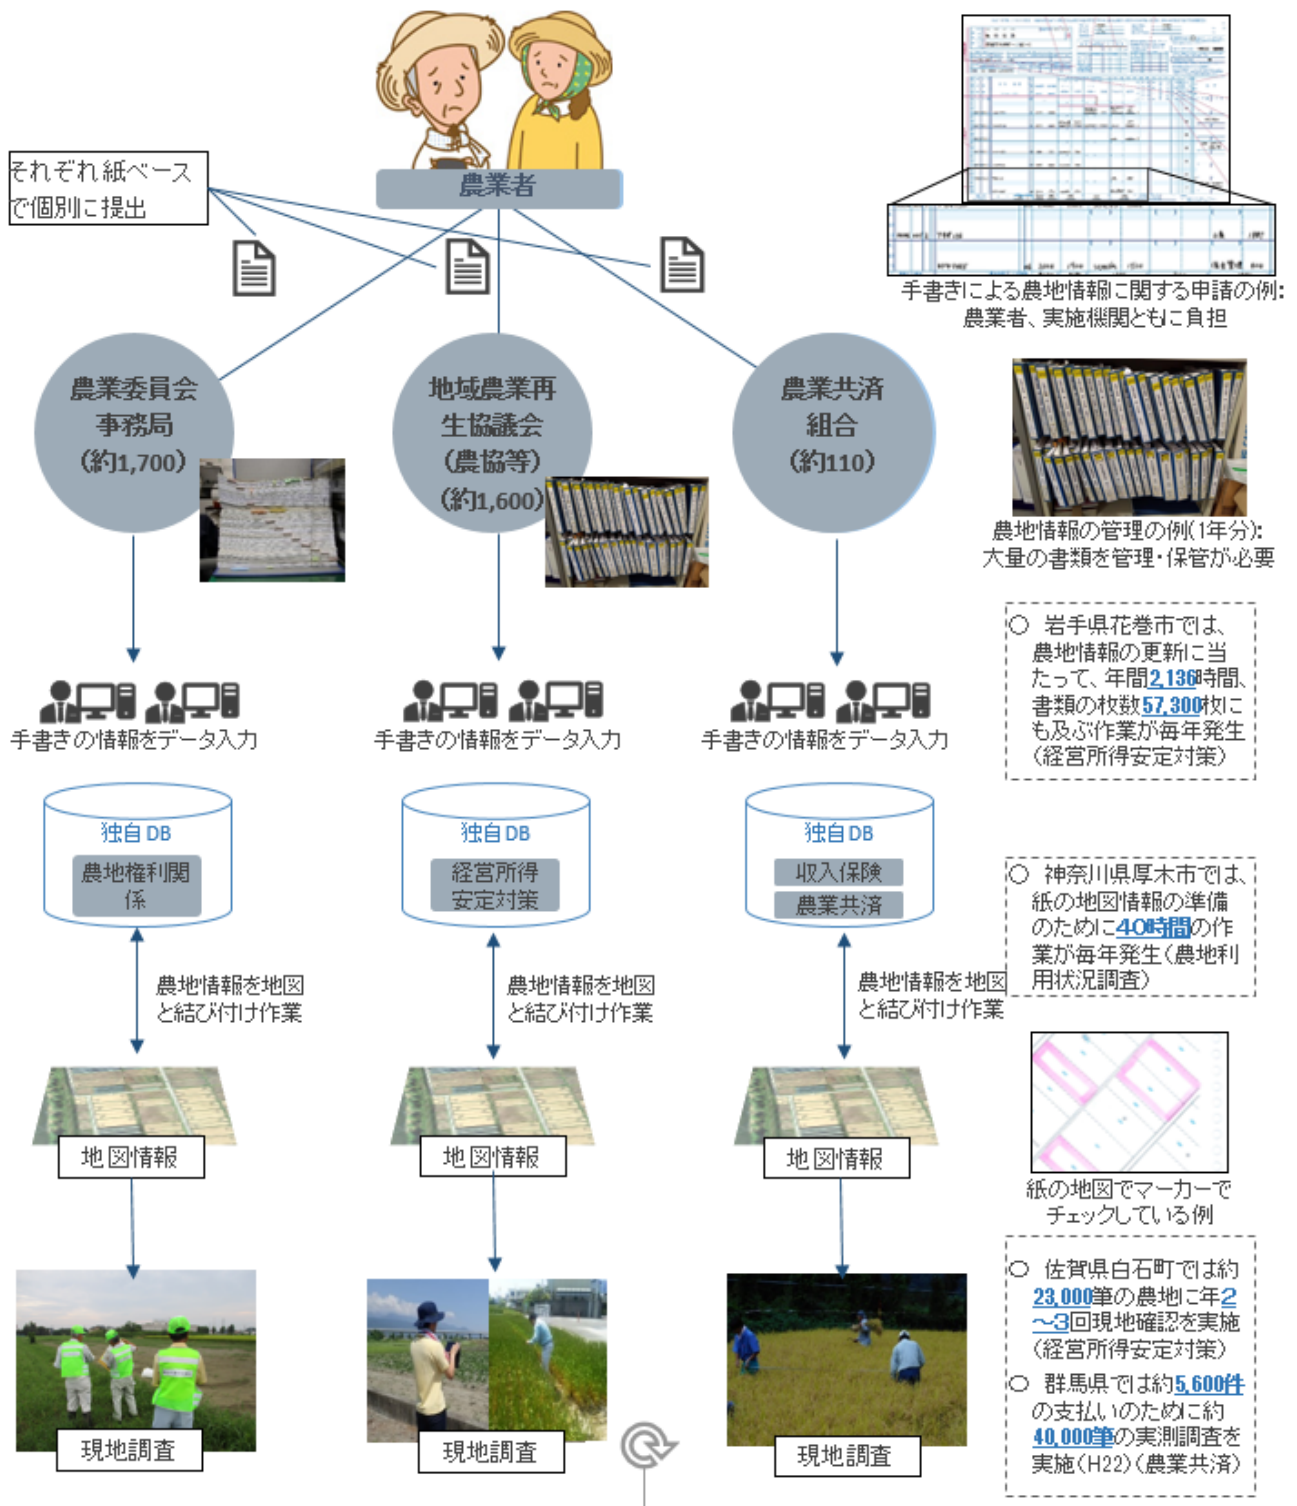 それぞれ紙ベース
で個別に提出
農業者
手書きによる農地情報に関する申請の例:
農業者、実施機関ともに負担
農業委員会
事務局
(約1,700)
地域農業再
生協議会
(農協等)
(約1,600)
農業共済
組合
(約110)
農地情報の管理の例(1年分):
大量の書類を管理・保管が必要
手書きの情報をデータ入力
手書きの情報をデータ入力
手書きの情報をデータ入力
○ 岩手県花巻市では、
農地情報の更新に当
たって、年間2,136時間、
書類の枚数57,300枚に
も及ぶ作業が毎年発生
(経営所得安定対策)
独自DB
農地権利関
係
独自DB
経営所得
安定対策
独自DB
収入保険
農業共済
○ 神奈川県厚木市では、
紙の地図情報の準備
のために40時間の作
業が毎年発生(農地利
用状況調査)
農地情報を地図
と結び付け作業
農地情報を地図
と結び付け作業
農地情報を地図
と結び付け作業
地図情報
地図情報
地図情報
紙の地図でマーカーで
チェックしている例
○ 佐賀県白石町では約
23,000筆の農地に年2
～3回現地確認を実施
(経営所得安定対策)
○ 群馬県では約5,600件
の支払いのために約
40,000筆の実測調査を
実施(H22)(農業共済)
現地調査
現地調査
現地調査